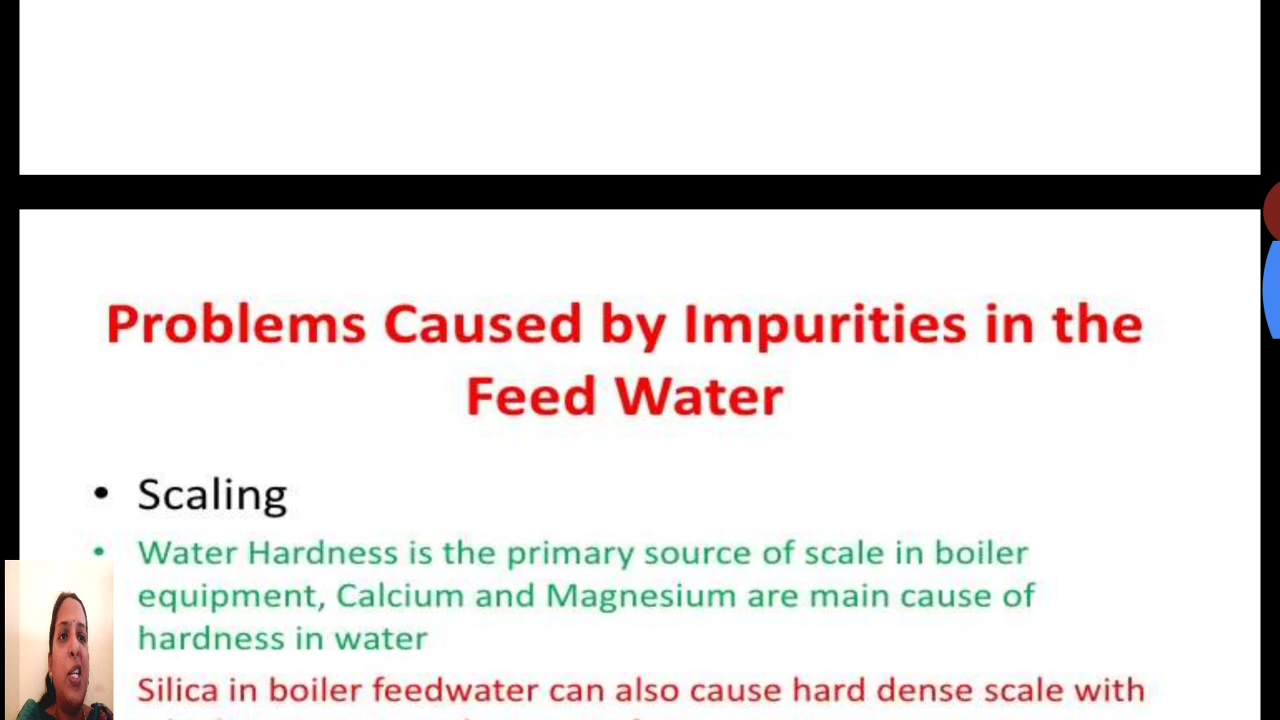 Problems Caused by Impurities in the
Feed Water
• Scaling
• Water Hardness is the primary source of scale in boiler
equipment, Calcium and Magnesium are main cause of
hardness in water
Silica in boiler feedwater can also cause hard dense scale with